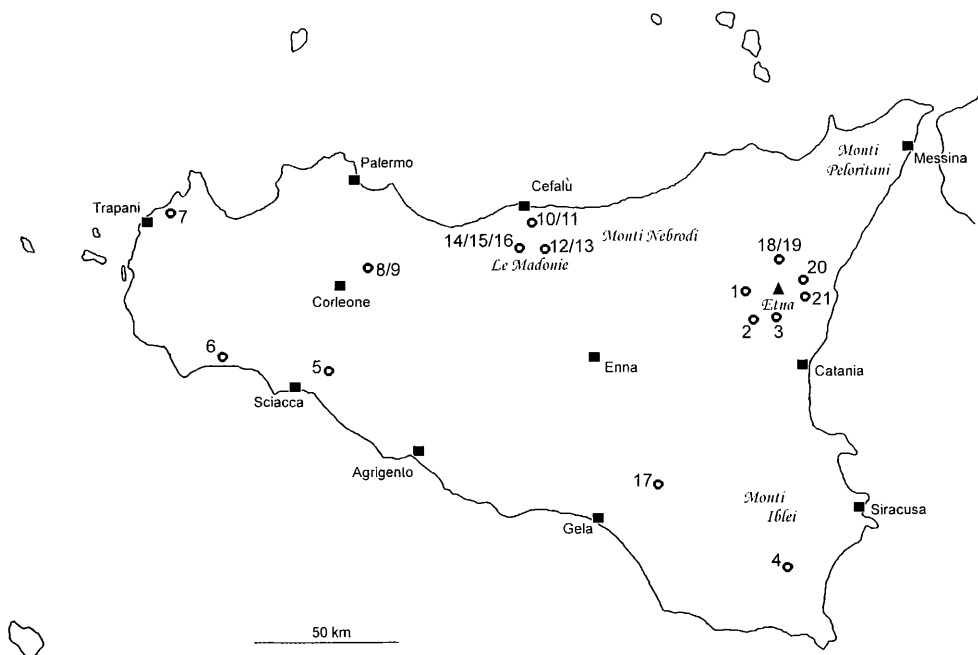 Monti
Peloritani
Messina
Palermo
Cefalù
Trapani
7
10/11
Monti Nebrodi
14/15/16
12/13
Le Madonie
18/19
8/9
20
Corleone
1
Etna
21
2
3
6
5
Enna
Catania
Sciacca
Agrigento
17
Monti
Iblei
Siracusa
Gela
4
50 km